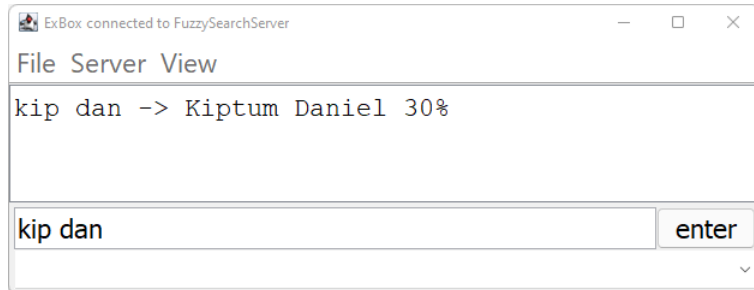 ExBox connected to FuzzySearchServer
File Server View
kip dan -> Kiptum Daniel 30%
kip dan enter